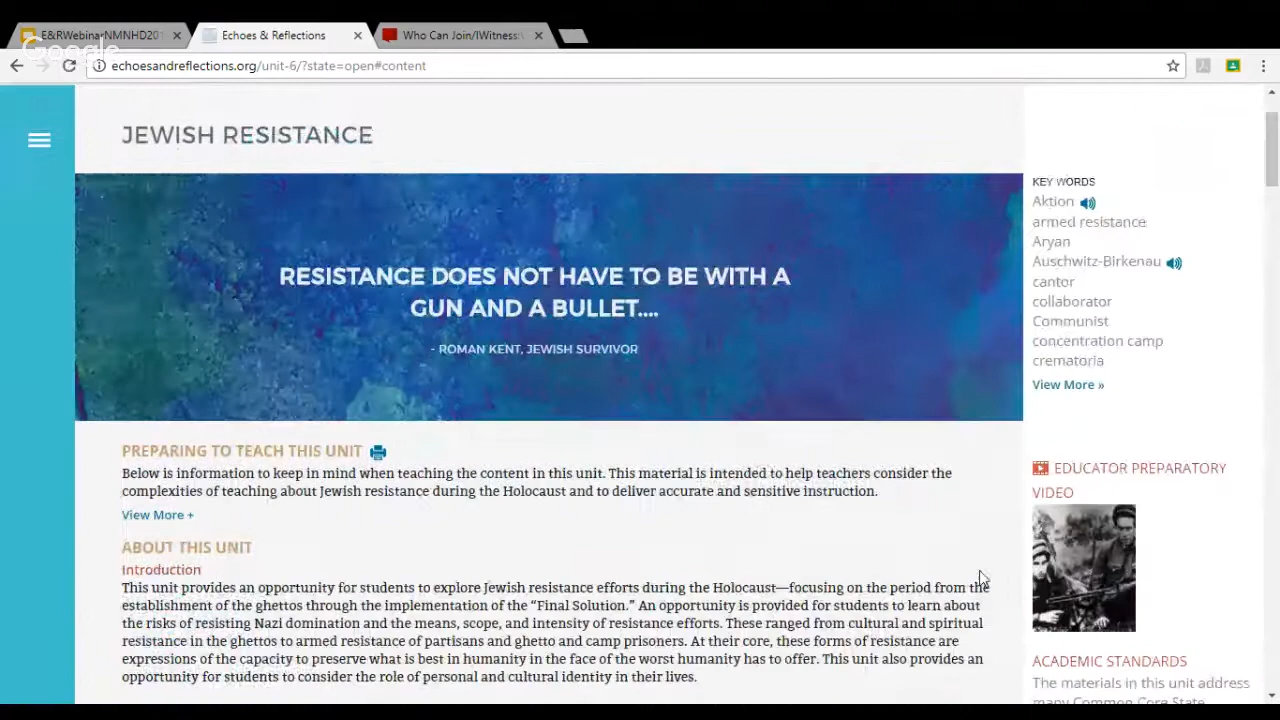 E&RWebinarNMNHD201
Echoes & Reflections
Who Can Join/IWitness:
Google
echoesandreflections.org/unit-6/?state=open#content
JEWISH RESISTANCE
RESISTANCE DOES NOT HAVE TO BE WITH A
GUN AND A BULLET....
- ROMAN KENT, JEWISH SURVIVOR
PREPARING TO TEACH THIS UNIT
Below is information to keep in mind when teaching the content in this unit. This material is intended to help teachers consider the
complexities of teaching about Jewish resistance during the Holocaust and to deliver accurate and sensitive instruction.
View More +
ABOUT THIS UNIT
Introduction
This unit provides an opportunity for students to explore Jewish resistance efforts during the Holocaust—focusing on the period from the
establishment of the ghettos through the implementation of the “Final Solution.” An opportunity is provided for students to learn about
the risks of resisting Nazi domination and the means, scope, and intensity of resistance efforts. These ranged from cultural and spiritual
resistance in the ghettos to armed resistance of partisans and ghetto and camp prisoners. At their core, these forms of resistance are
expressions of the capacity to preserve what is best in humanity in the face of the worst humanity has to offer. This unit also provides an
opportunity for students to consider the role of personal and cultural identity in their lives.
KEY WORDS
Aktion
armed resistance
Aryan
Auschwitz-Birkenau
cantor
collaborator
Communist
concentration camp
crematoria
View More »
EDUCATOR PREPARATORY
VIDEO
ACADEMIC STANDARDS
The materials in this unit address
many Common Core State